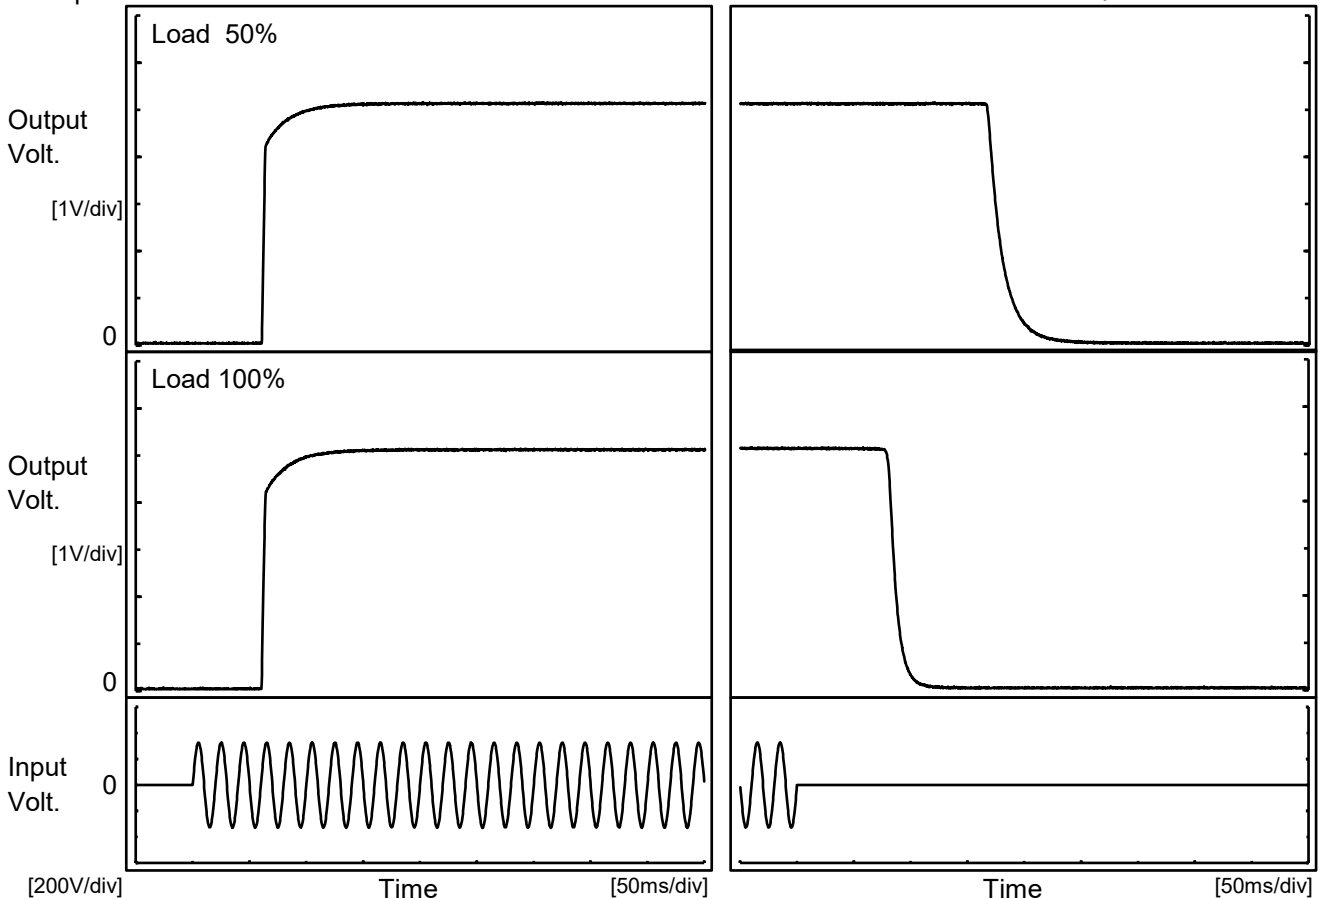 Load 50%
Output
Volt.
[1V/div]
0
Load 100%
Output
Volt.
[1V/div]
0
Input
Volt.
0
[200V/div]
Time
[50ms/div]
Time
[50ms/div]